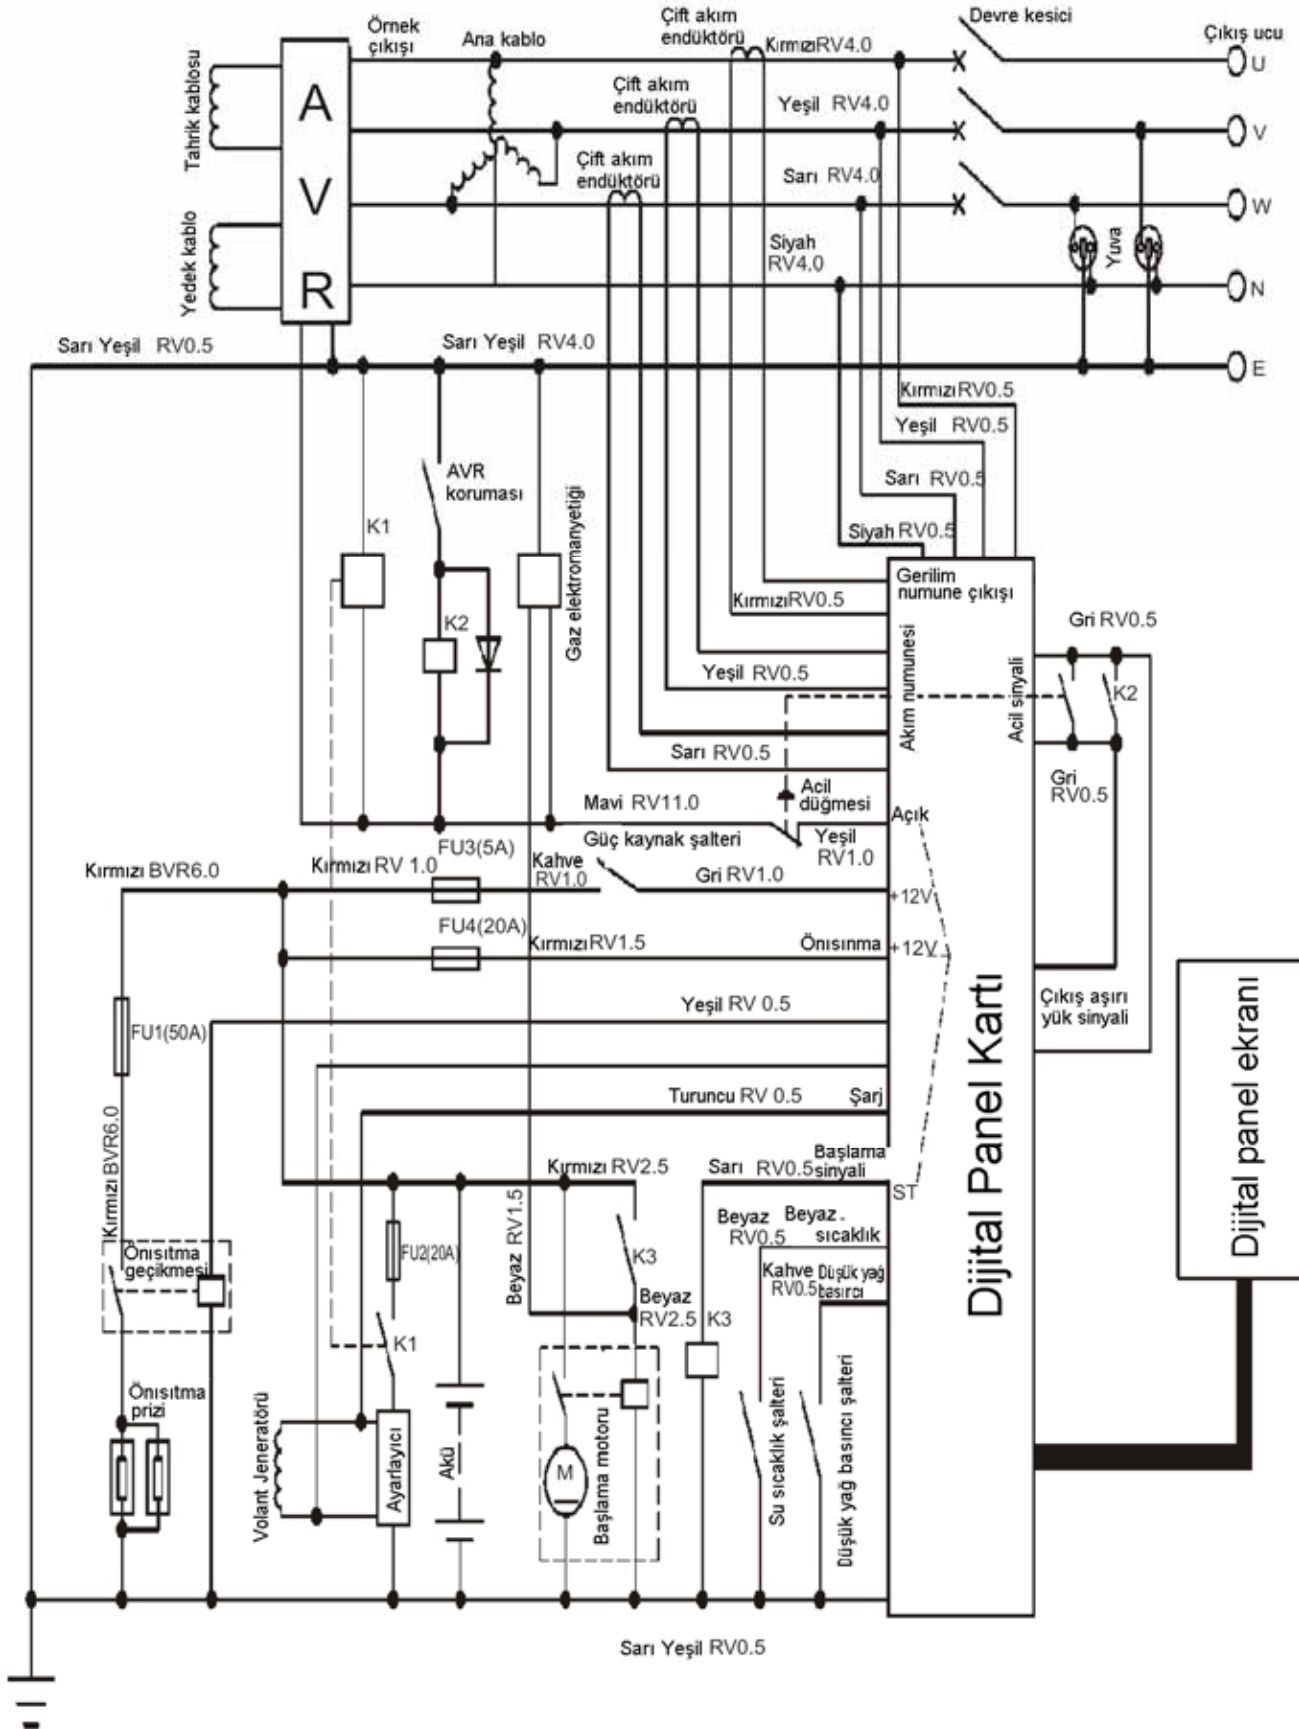 Örnek
çıkışı
Ana kablo
Çift akım
endüktörü
KırmızıRV4.0
Devre kesici
Çıkış ucu
U
Tahrik kablosu
A
V
R
Çift akım
endüktörü
Yeşil RV4.0
V
Çift akım
endüktörü
Sarı RV4.0
W
Yedek kablo
Siyah
RV4.0
Yuva
N
Sarı Yeşil RV0.5
Sarı Yeşil RV4.0
E
KırmızıRV0.5
Yeşil RV0.5
AVR
koruması
Sarı RV0.5
K1
Gaz elektromanyetiği
Siyah RV0.5
Gerilim
numune çıkışı
KırmızıRV0.5
K2
Gri RV0.5
Yeşil RV0.5
Akım numunesi
Acil sinyali
K2
Sarı RV0.5
Gri
RV0.5
Acil
düğmesi
Mavi RV11.0
Açık
Güç kaynak şalteri
Yeşil
RV1.0
FU3(5A)
Kırmızı BVR6.0
Kırmızı RV 1.0
Kahve
RV1.0
Gri RV1.0
+12V
FU4(20A)
KırmızıRV1.5
Önısınma
+12V
Dijital Panel Kartı
Dijital panel ekranı
Çıkış aşırı
yük sinyali
Yeşil RV 0.5
FU1(50A)
Turuncu RV 0.5
Şarj
Kırmızı BVR6.0
Kırmızı RV2.5
Sarı RV0.5
Başlama
sinyali
ST
Beyaz RV1.5
Beyaz
RV0.5
Beyaz .
sıcaklık
Önısıtma
geçikmesi
FU2(20A)
K3
Kahve
RV0.5
Düşük yağ
basırcı
Beyaz
RV2.5
K3
K1
Önısıtma
prizi
Volant Jeneratörü
Ayarlayıcı
Akü
M
Başlama motoru
Su sıcaklık şalteri
Düşük yağ basıncı şalteri
Sarı Yeşil RV0.5